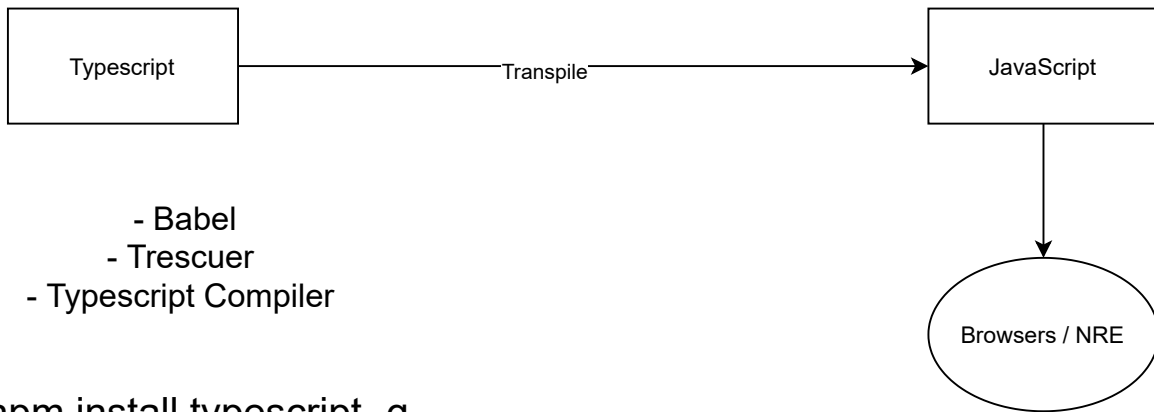 Typescript
Transpile
JavaScript
- Babel
- Trescuer
- Typescript Compiler
Browsers / NRE
npm install typescript -g